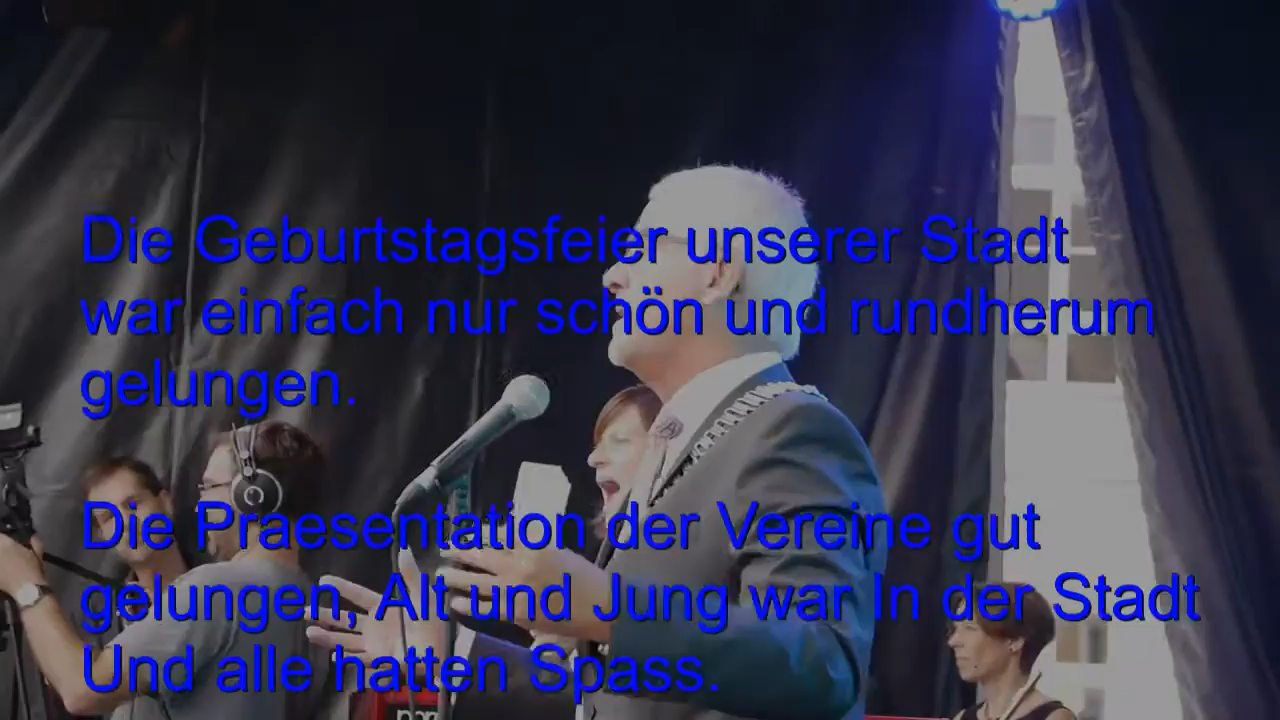 Die Geburtstagsfeier unserer Stadt
war einfach nur schön und rundherum
gelungen.
Die Praesentation der Vereine gut
gelungen, Alt und Jung war In der Stadt
Und alle hatten Spass.